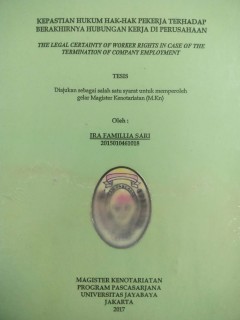 KEPASTIAN HUKUM HAK-HAK PEKERJA TERHADAP
BERAKHIRNYA HUBUNGAN KERJA DI PERUSAHAAN
THE LEGAL CERTAINTY OF WORKER RIGHTS IN CASE OF THE
TERMINATION OF COMPANT EMPLOYMENT
TESIS
Diajukan sebagai salah satu syarat untuk memperoleh
gelar Magister Kenotariatan (M.Kn)
Oleh :
IRA FAMILLIA SARI
2015010461018
MAGISTER KENOTARIATAN
PROGRAM PASCASARJANA
UNIVERSITAS JAYABAYA
JAKARTA
2017